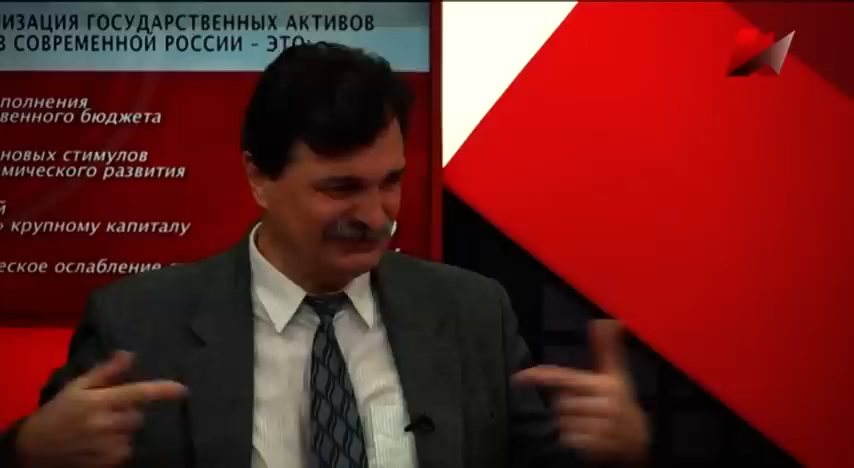 ИЗАЦИЯ ГОСУДАРСТВЕННЫХ АКТИВОВ
В СОВРЕМЕННОЙ РОССИИ – ЭТО:
полнения
венного бюджета
новых стимулов
мического развития
й
» крупному капиталу
еское ослабление